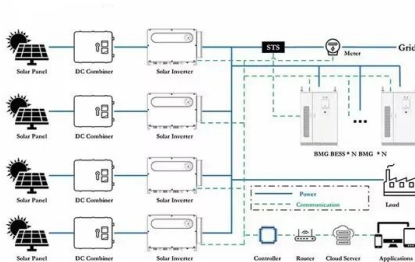 STS
Meter
Grid
Solar Panel DC Combiner Solar Inverter
Solar Panel DC Combiner Solar Inverter
BMG BESS * N BMG * N
Solar Panel DC Combiner Solar Inverter
Power
Communication
Load
Solar Panel DC Combiner Solar Inverter
Controller Router Cloud Server Applications